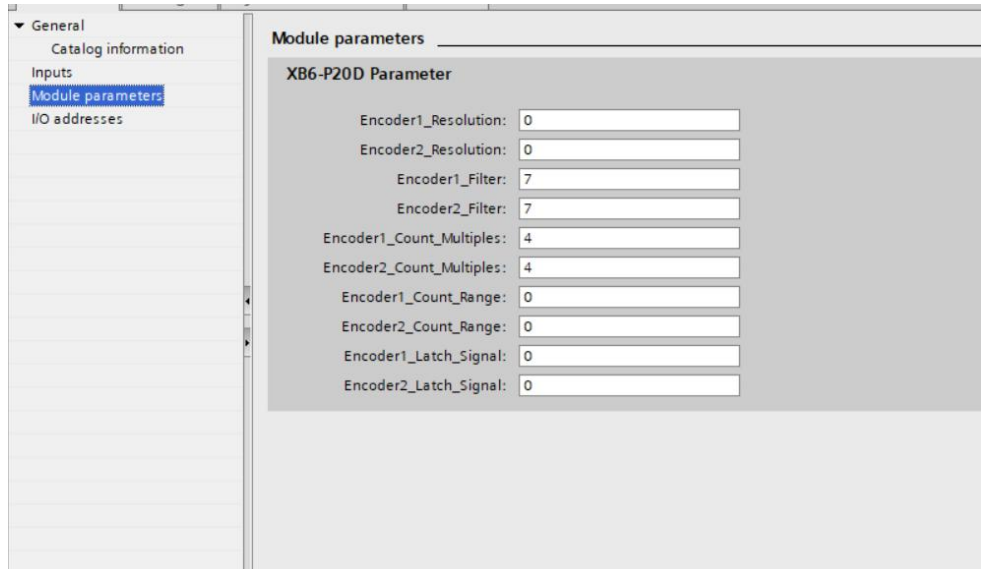 General
Catalog information
Inputs
Module parameters
I/O addresses
Module parameters
XB6-P20D Parameter
Encoder1_Resolution: 0
Encoder2_Resolution: 0
Encoder1_Filter: 7
Encoder2_Filter: 7
Encoder1_Count_Multiples: 4
Encoder2_Count_Multiples: 4
Encoder1_Count_Range: 0
Encoder2_Count_Range: 0
Encoder1_Latch_Signal: 0
Encoder2_Latch_Signal: 0